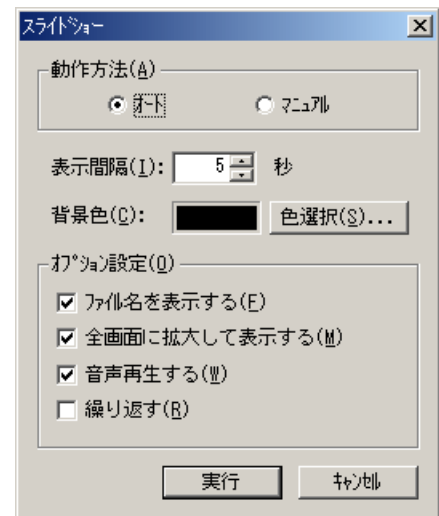 スライドショー
動作方法(A)
オート マニュアル
表示間隔(I): 5 秒
背景色(C): 色選択(S)...
オプション設定(O)
ファイル名を表示する(F)
全画面に拡大して表示する(M)
音声再生する(W)
繰り返す(R)
実行 キャンセル